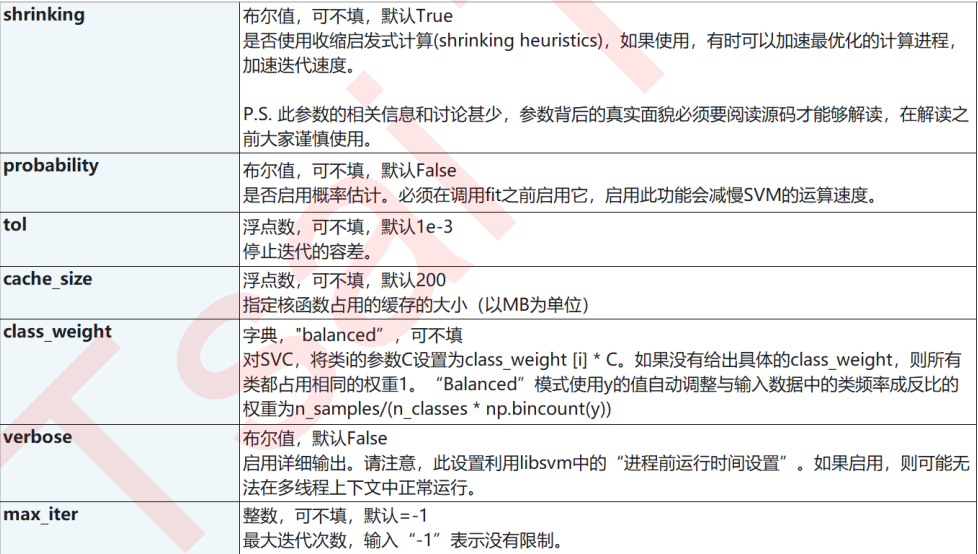 shrinking
布尔值，可不填，默认True
是否使用收缩启发式计算(shrinking heuristics)，如果使用，有时可以加速最优化的计算进程，
加速迭代速度。
P.S. 此参数的相关信息和讨论甚少，参数背后的真实面貌必须要阅读源码才能够解读，在解读之
前大家谨慎使用。
probability
布尔值，可不填，默认False
是否启用概率估计。必须在调用fit之前启用它，启用此功能会减慢SVM的运算速度。
tol
浮点数，可不填，默认1e-3
停止迭代的容差。
cache_size
浮点数，可不填，默认200
指定核函数占用的缓存的大小（以MB为单位）
class_weight
字典，"balanced”，可不填
对SVC，将类i的参数C设置为class_weight [i] * C。如果没有给出具体的class_weight，则所有
类都占用相同的权重1。“Balanced”模式使用y的值自动调整与输入数据中的类频率成反比的
权重为n_samples/(n_classes * np.bincount(y))
verbose
布尔值，默认False
启用详细输出。请注意，此设置利用libsvm中的“进程前运行时间设置”。如果启用，则可能无
法在多线程上下文中正常运行。
max_iter
整数，可不填，默认=-1
最大迭代次数，输入“-1”表示没有限制。
Tsai